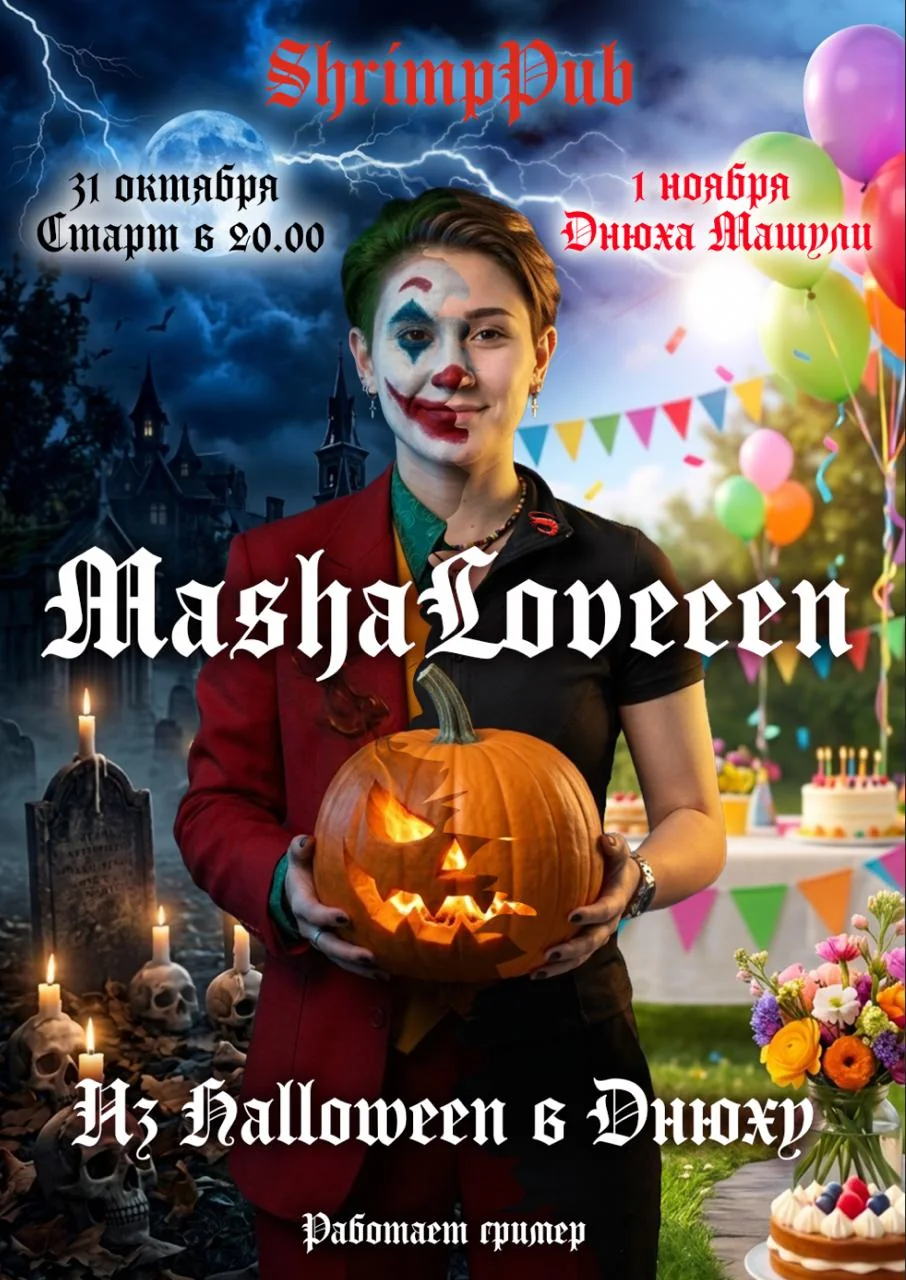 ShrimpPub
31 октября
Старт в 20.00
1 ноября
Днюха Машули
MashaLoveeen
Из Halloween в Днюху
Работает гример